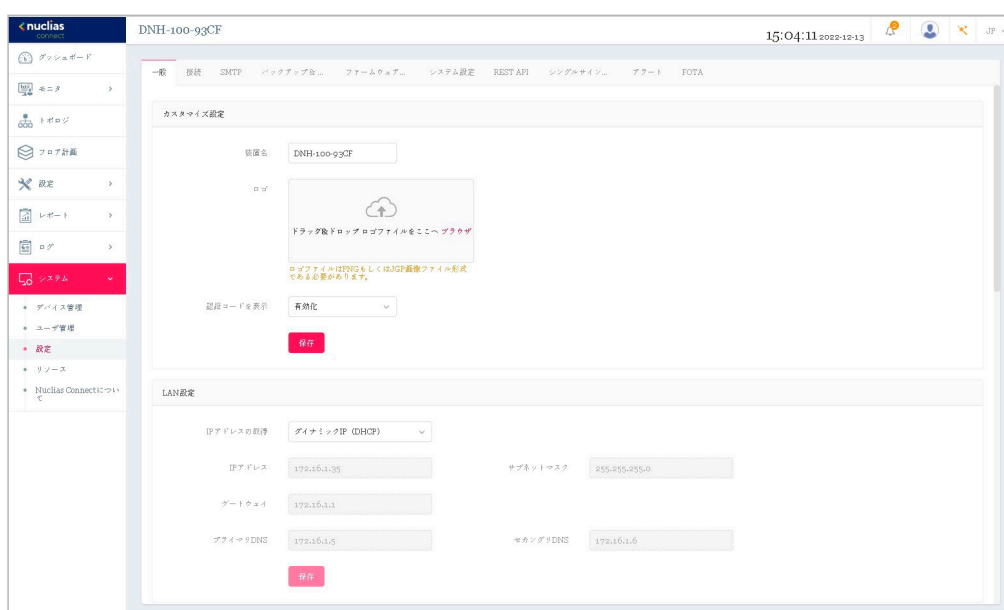 nuclias
connect
DNH-100-93CF
15:04:11 2022-12-13
JP
ダッシュボード
モニタ
トポロジ
フロア計画
設定
レポート
ログ
システム
デバイス管理
ユーザ管理
設定
リソース
Nuclias Connectについ
て
一般 接続 SMTP バックアップ&... ファームウェア... システム設定 REST API シングルサイン... アラート FOTA
カスタマイズ設定
装置名 DNH-100-93CF
ロゴ
ドラッグ&ドロップ ロゴファイルをここへ ブラウザ
ロゴファイルはPNGもしくはJGP画像ファイル形式
である必要があります。
認証コードを表示 有効化
保存
LAN設定
IPアドレスの取得 ダイナミックIP (DHCP)
IPアドレス 172.16.1.35 サブネットマスク 255.255.255.0
ゲートウェイ 172.16.1.1
プライマリDNS 172.16.1.5 セカンダリDNS 172.16.1.6
保存